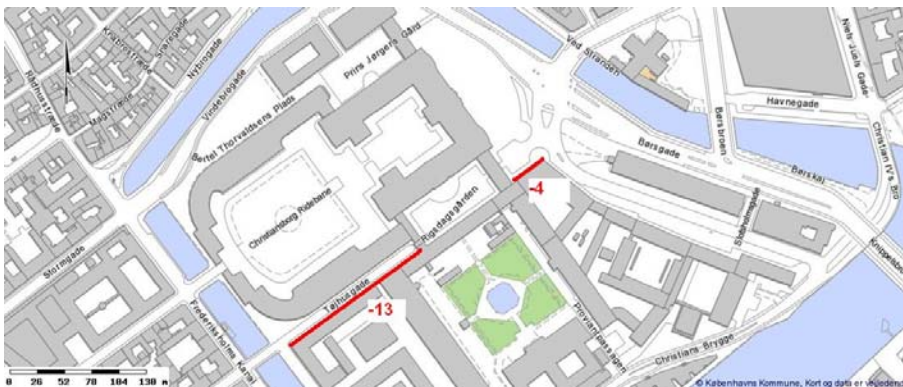 Rådhusstræde
Magstræde
Knabrostræde
Snaregade
Nybrogade
Vindebrogade
Prins Jørgens Gård
Ved Stranden
Niels Juels Gade
Havnegade
Børsbroen
Christian IV's Bro
Bertel Thorvaldsens Plads
Børsgade
Børskaj
-4
Christiansborg Ridebane
Rigsdagsgården
Slotsholmsgade
Stormgade
Knippelsbro
Tøjhusgade
-13
Frederiksholms Kanal
Proviantpassagen
Christians Brygge
0 26 52 78 104 130 m
© Københavns Kommune, Kort og data er vejledende